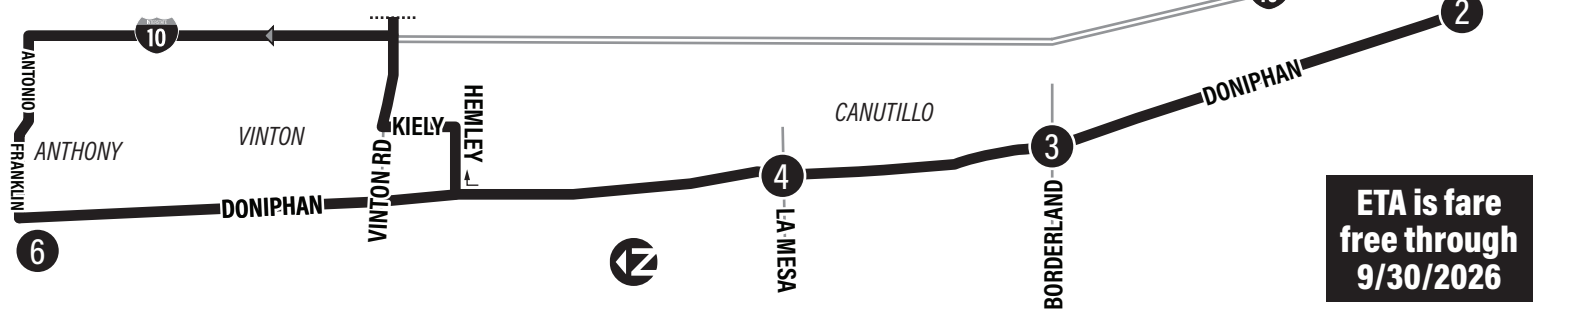 10
2
ANTONIO
DONIPHAN
HEMLEY
CANUTILLO
KIELY
VINTON
ANTHONY
3
FRANKLIN
4
VINTON RD
DONIPHAN
LA MESA
BORDERLAND
6
N
ETA is fare
free through
9/30/2026